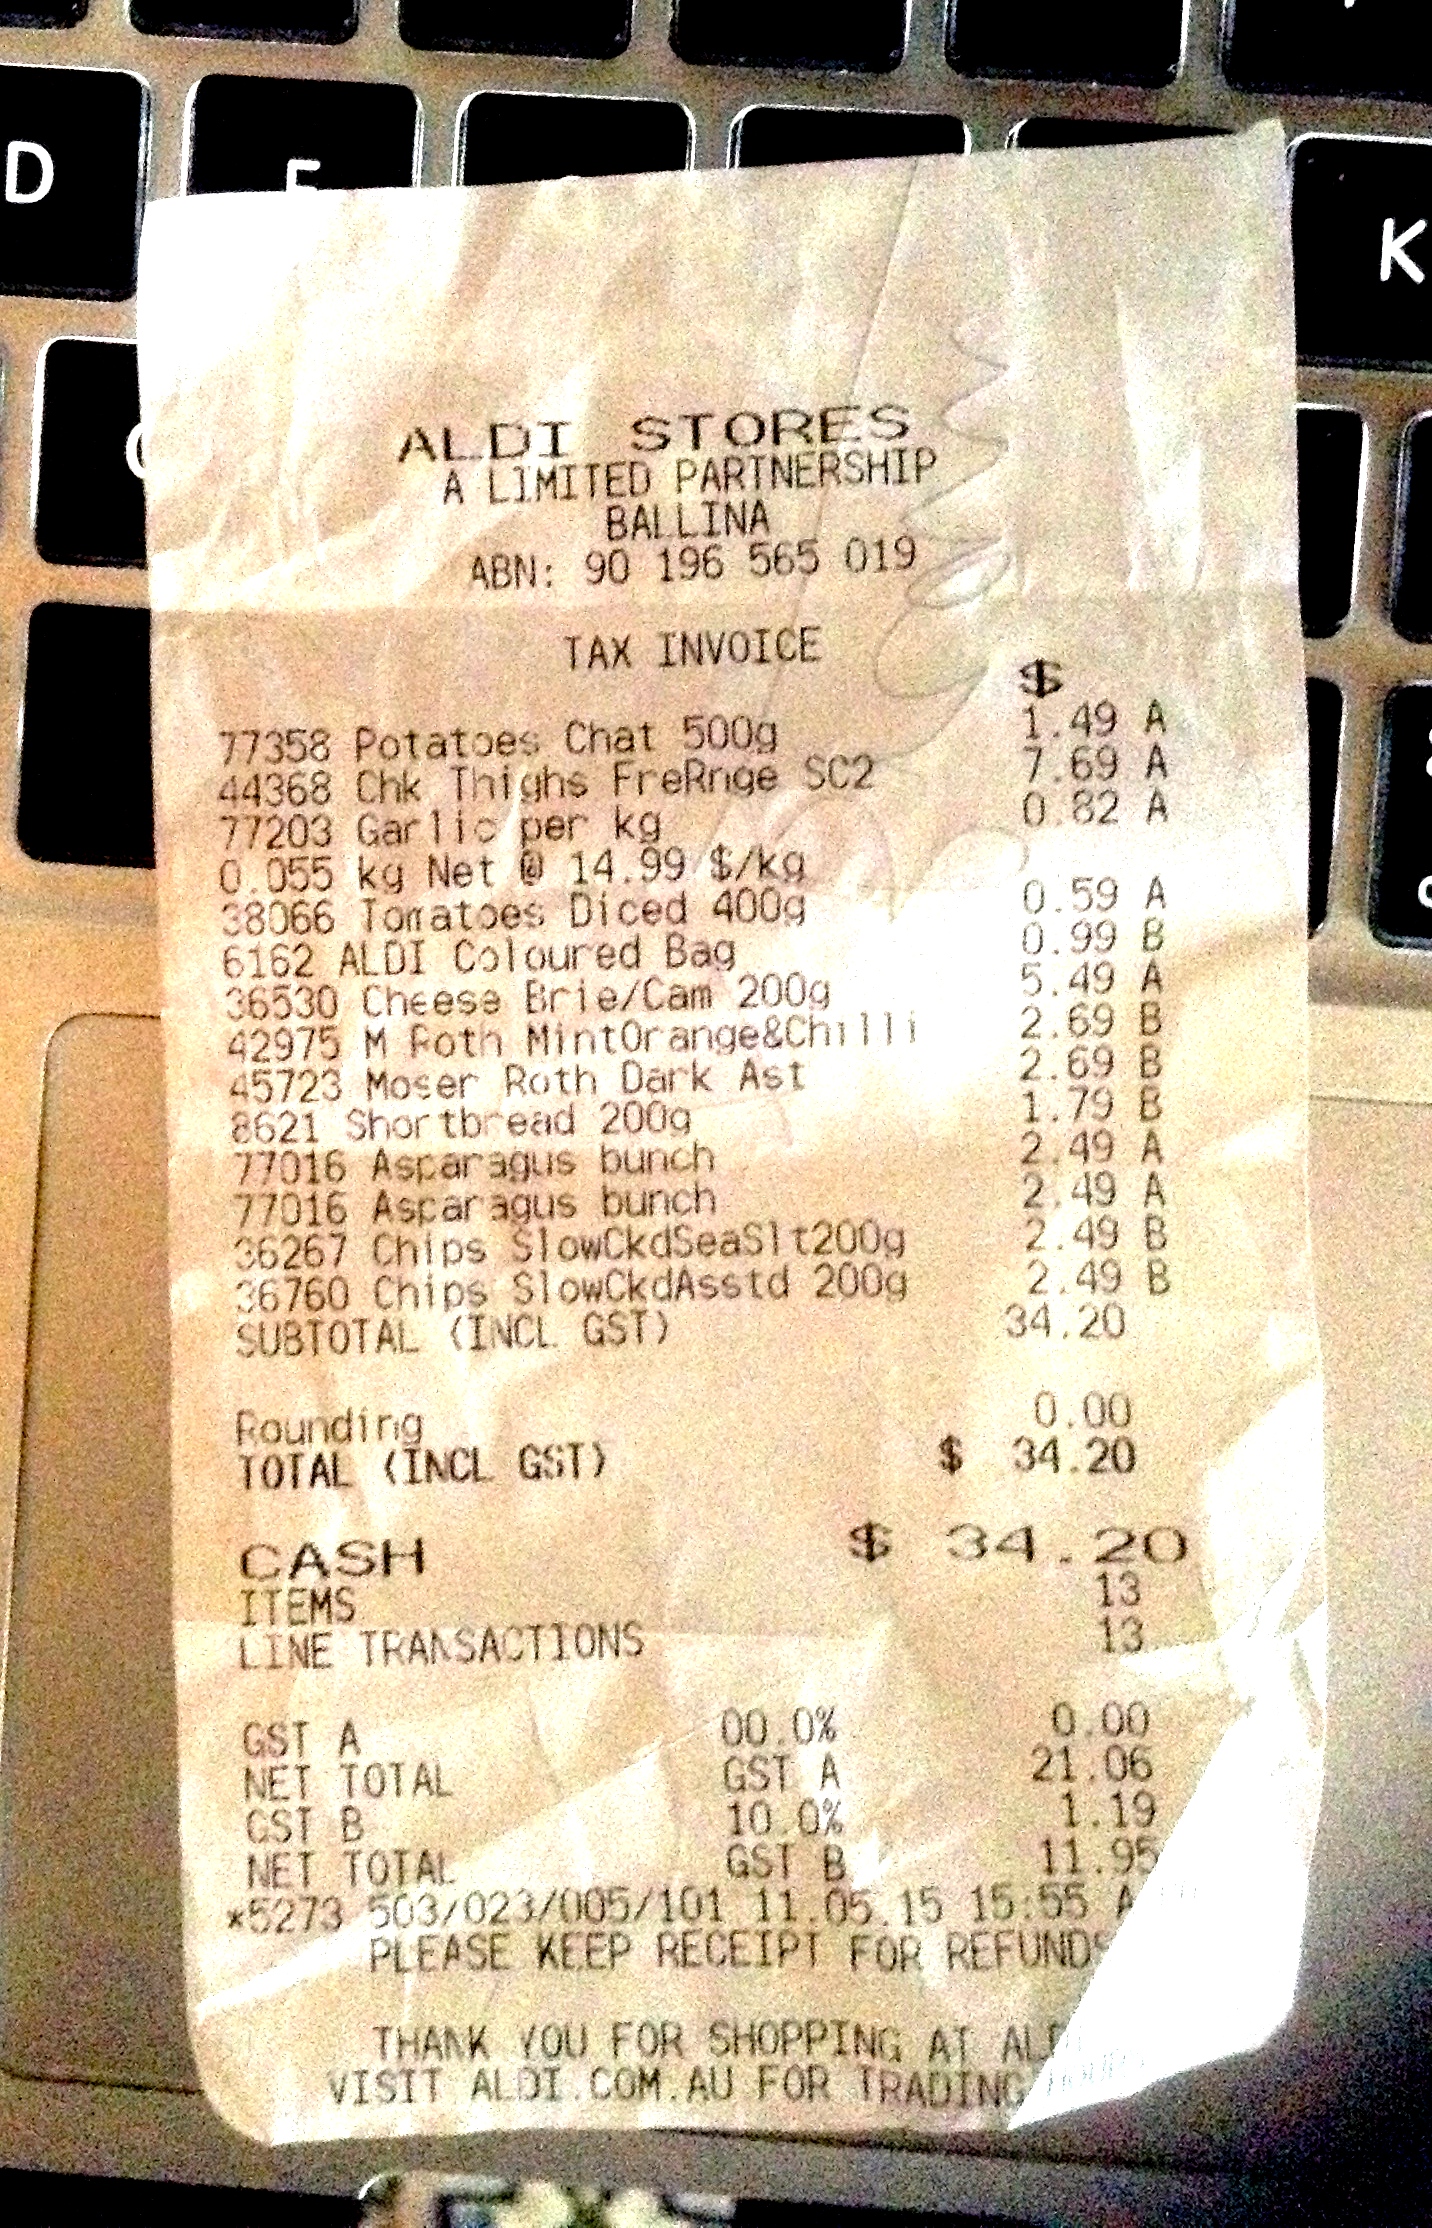 D F K
ALDI STORES
A LIMITED PARTNERSHIP
BALLINA
ABN: 90 196 565 019
TAX INVOICE
$
77358 Potatoes Chat 500g 1.49 A
44368 Chk Thighs FreRnge SC2 7.69 A
77203 Garlic per kg 0.82 A
0.055 kg Net @ 14.99 $/kg
38066 Tomatoes Diced 400g 0.59 A
6162 ALDI Coloured Bag 0.99 B
36530 Cheese Brie/Cam 200g 5.49 A
42975 M Roth MintOrange&Chilli 2.69 B
45723 Moser Roth Dark Ast 2.69 B
8621 Shortbread 200g 1.79 B
77016 Asparagus bunch 2.49 A
77016 Asparagus bunch 2.49 A
36267 Chips SlowCkdSeaSlt200g 2.49 B
36760 Chips SlowCkdAsstd 200g 2.49 B
SUBTOTAL (INCL GST) 34.20
Rounding 0.00
TOTAL (INCL GST) $ 34.20
CASH $ 34.20
ITEMS 13
LINE TRANSACTIONS 13
GST A 00.0% 0.00
NET TOTAL GST A 21.06
GST B 10.0% 1.19
NET TOTAL GST B 11.95
*5273 503/023/005/101 11.05.15 15:55
PLEASE KEEP RECEIPT FOR REFUNDS
THANK YOU FOR SHOPPING AT ALDI
VISIT ALDI.COM.AU FOR TRADING HOURS